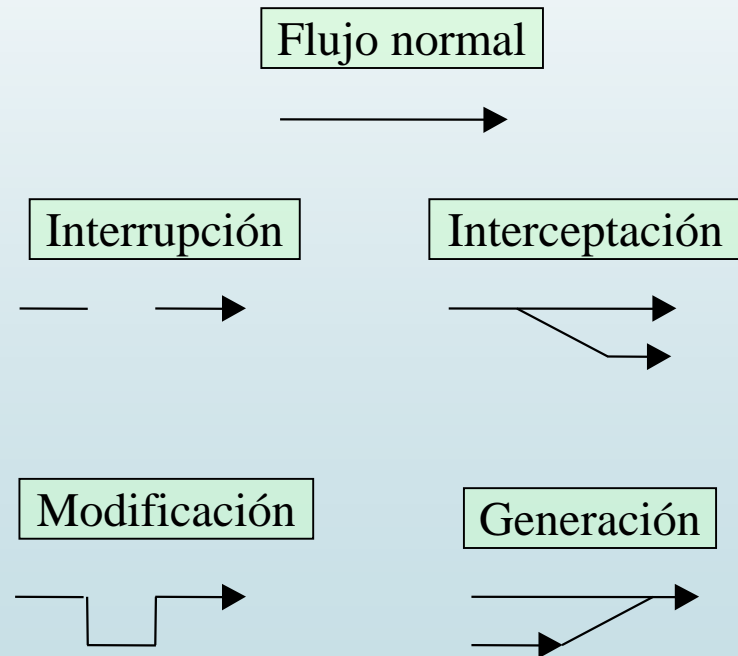 Flujo normal
Interrupción
Interceptación
Modificación
Generación